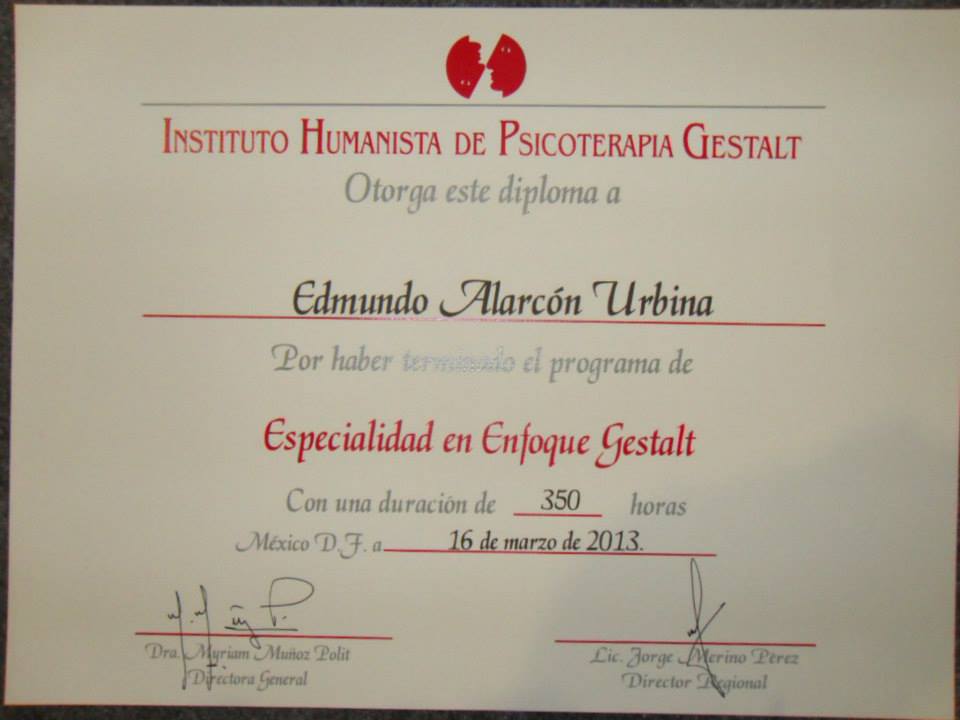 INSTITUTO HUMANISTA DE PSICOTERAPIA GESTALT
Otorga este diploma a
Edmundo Alarcón Urbina
Por haber terminado el programa de
Especialidad en Enfoque Gestalt
Con una duración de 350 horas
México D.F. a 16 de marzo de 2013.
Dra. Myriam Muñoz Polit
Directora General
Lic. Jorge Merino Pérez
Director Regional